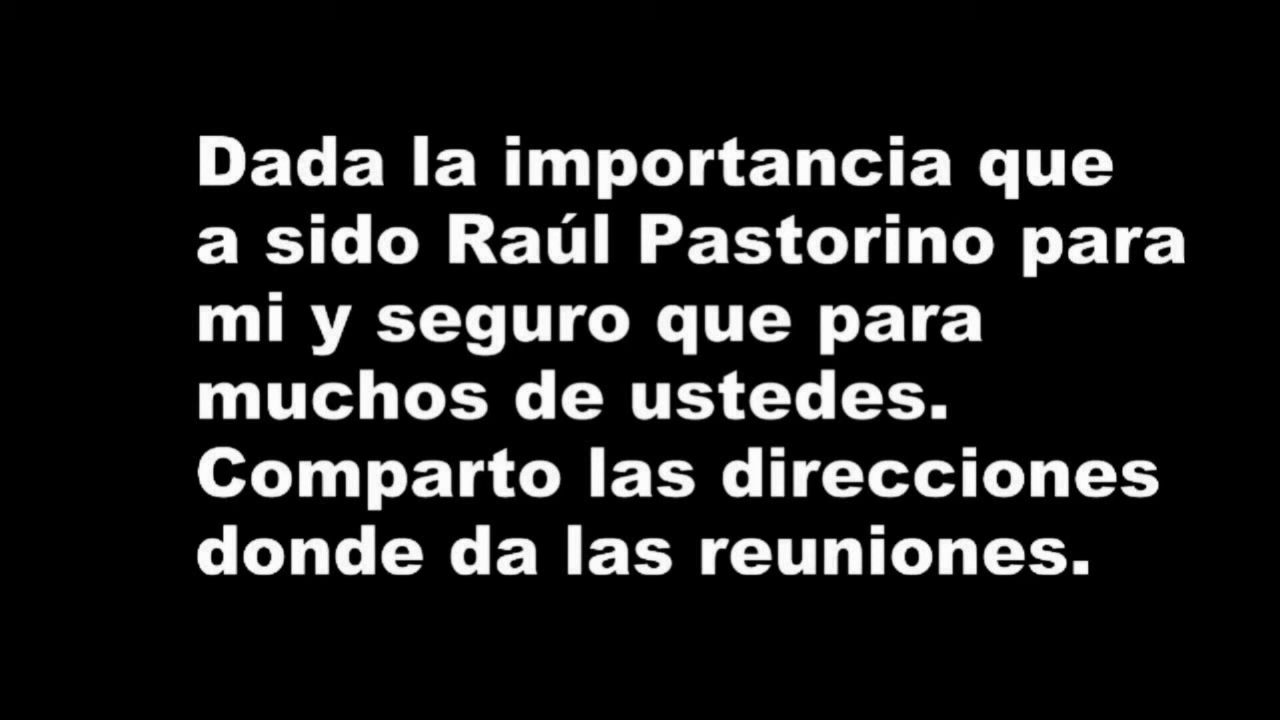 Dada la importancia que
a sido Raúl Pastorino para
mi y seguro que para
muchos de ustedes.
Comparto las direcciones
donde da las reuniones.